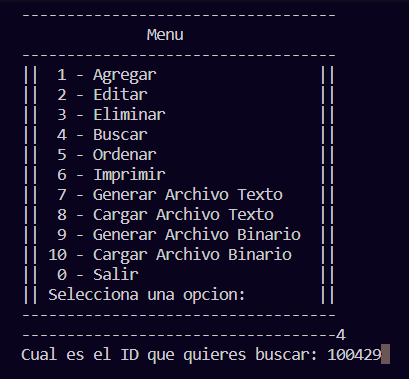 -----------------------------------
Menu
-----------------------------------
||  1 - Agregar                  ||
||  2 - Editar                   ||
||  3 - Eliminar                 ||
||  4 - Buscar                   ||
||  5 - Ordenar                  ||
||  6 - Imprimir                 ||
||  7 - Generar Archivo Texto    ||
||  8 - Cargar Archivo Texto     ||
||  9 - Generar Archivo Binario  ||
|| 10 - Cargar Archivo Binario   ||
||  0 - Salir                    ||
|| Selecciona una opcion:        ||
-----------------------------------
-----------------------------------4
Cual es el ID que quieres buscar: 100429